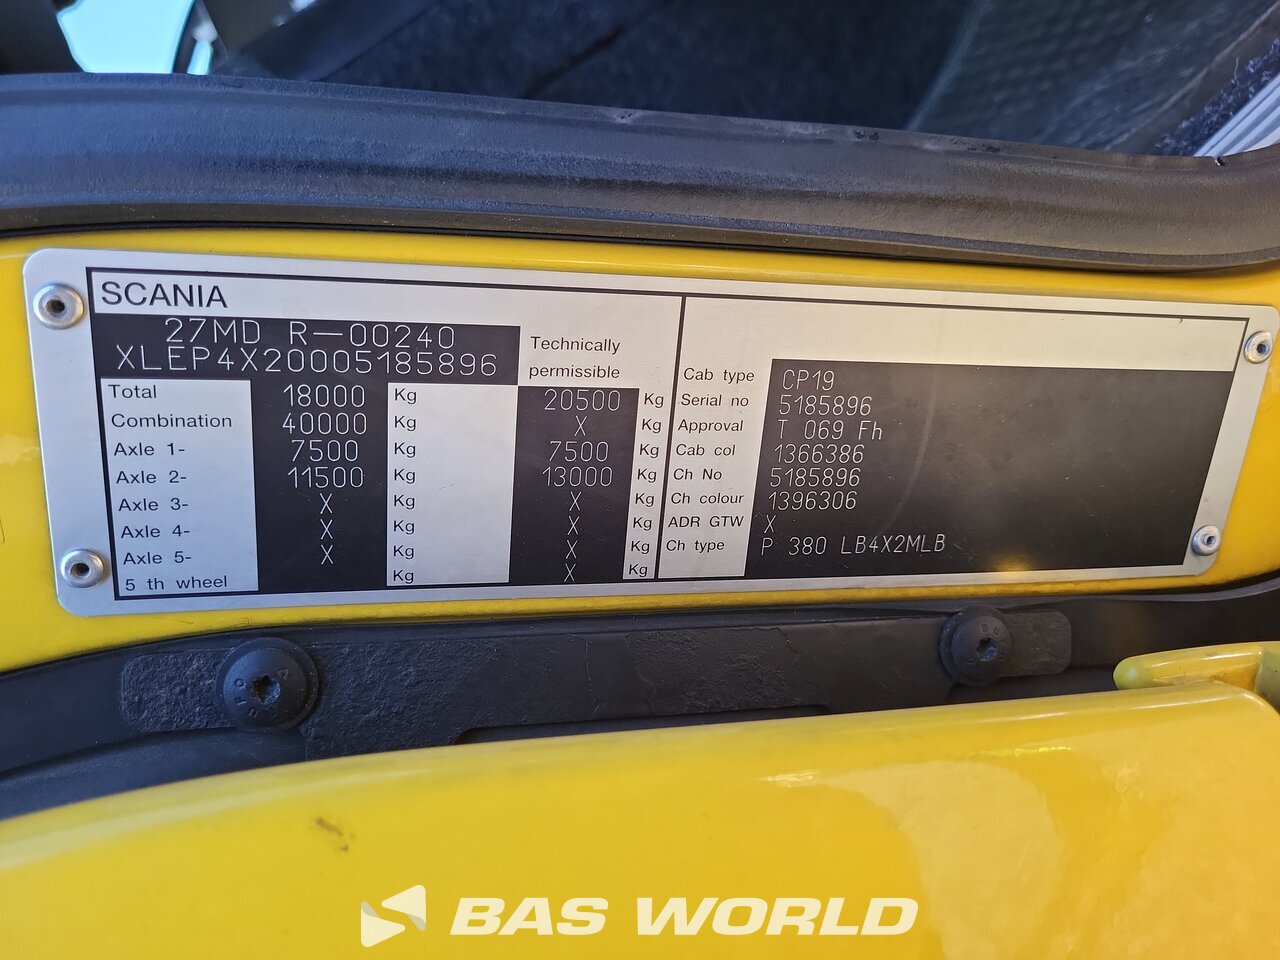 SCANIA
27MD R—00240
XLEP4X20005185896
Technically
permissible
Total 18000 Kg 20500 Kg
Combination 40000 Kg X Kg
Axle 1- 7500 Kg 7500 Kg
Axle 2- 11500 Kg 13000 Kg
Axle 3- X Kg X Kg
Axle 4- X Kg X Kg
Axle 5- X Kg X Kg
5 th wheel Kg X Kg
Cab type CP19
Serial no 5185896
Approval T 069 Fh
Cab col 1366386
Ch No 5185896
Ch colour 1396306
ADR GTW X
Ch type P 380 LB4X2MLB
BAS WORLD